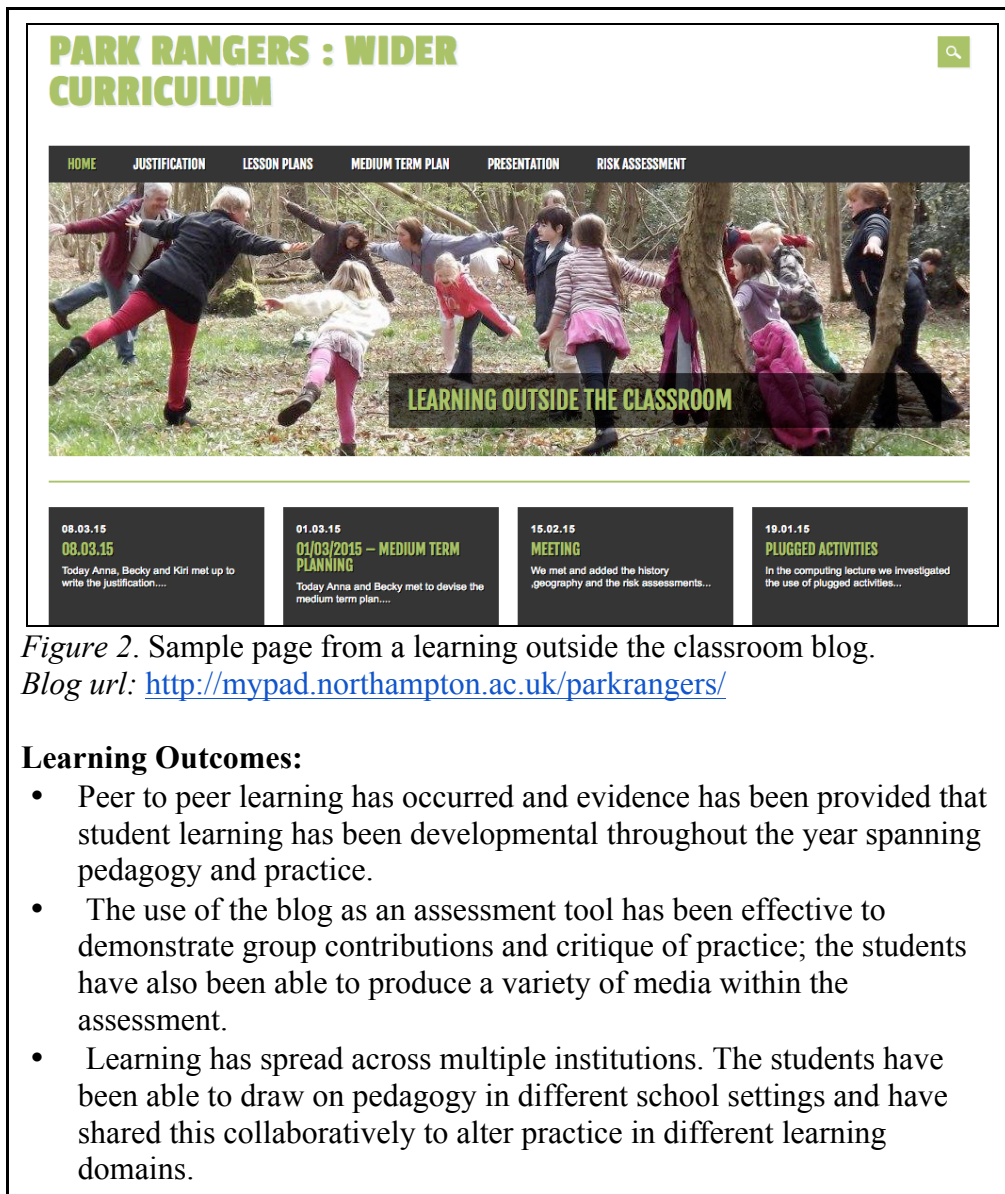 PARK RANGERS : WIDER
CURRICULUM
HOME JUSTIFICATION LESSON PLANS MEDIUM TERM PLAN PRESENTATION RISK ASSESSMENT
LEARNING OUTSIDE THE CLASSROOM
08.03.15
08.03.15
Today Anna, Becky and Kiri met up to
write the justification....
01.03.15
01/03/2015 – MEDIUM TERM
PLANNING
Today Anna and Becky met to devise the
medium term plan....
15.02.15
MEETING
We met and added the history
,geography and the risk assessments...
19.01.15
PLUGGED ACTIVITIES
In the computing lecture we investigated
the use of plugged activities...
Figure 2. Sample page from a learning outside the classroom blog.
Blog url: http://mypad.northampton.ac.uk/parkrangers/
Learning Outcomes:
• Peer to peer learning has occurred and evidence has been provided that
student learning has been developmental throughout the year spanning
pedagogy and practice.
• The use of the blog as an assessment tool has been effective to
demonstrate group contributions and critique of practice; the students
have also been able to produce a variety of media within the
assessment.
• Learning has spread across multiple institutions. The students have
been able to draw on pedagogy in different school settings and have
shared this collaboratively to alter practice in different learning
domains.